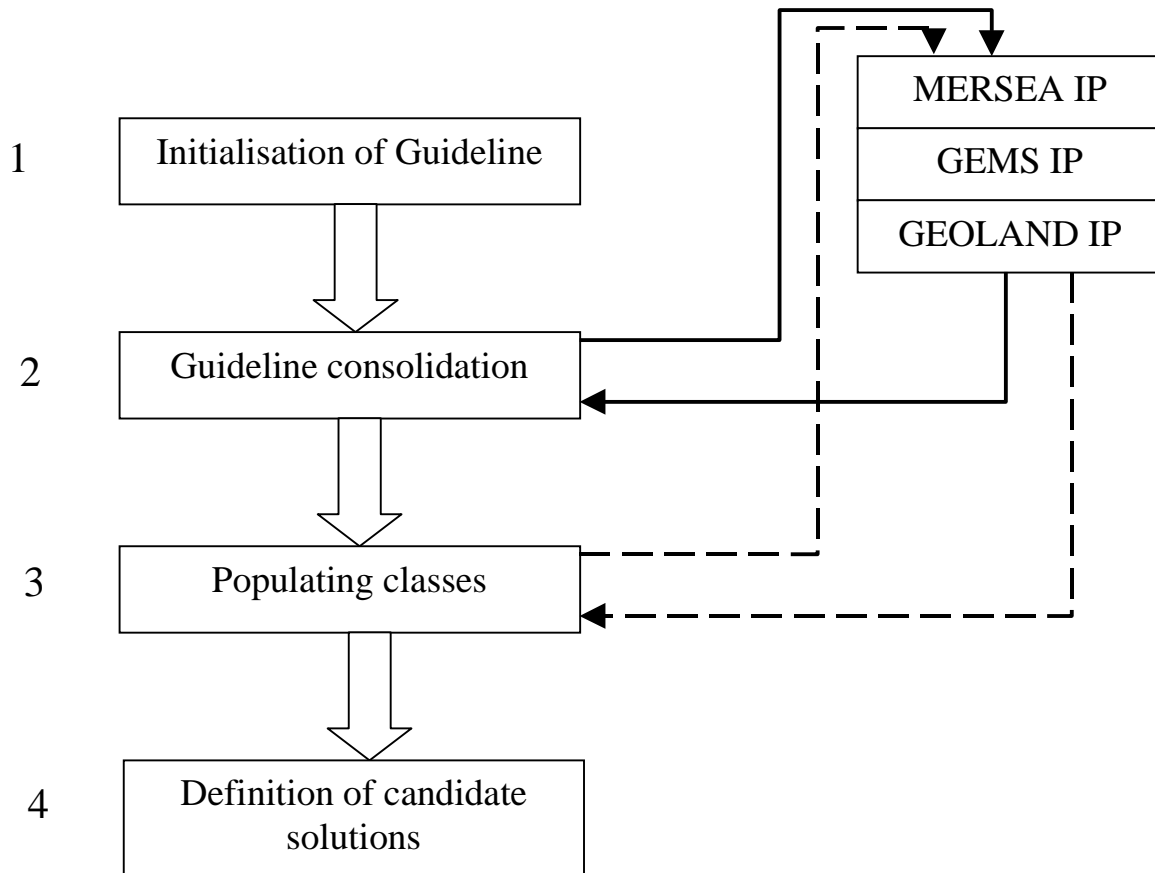 1
Initialisation of Guideline
2
Guideline consolidation
3
Populating classes
4
Definition of candidate
solutions
MERSEA IP
GEMS IP
GEOLAND IP